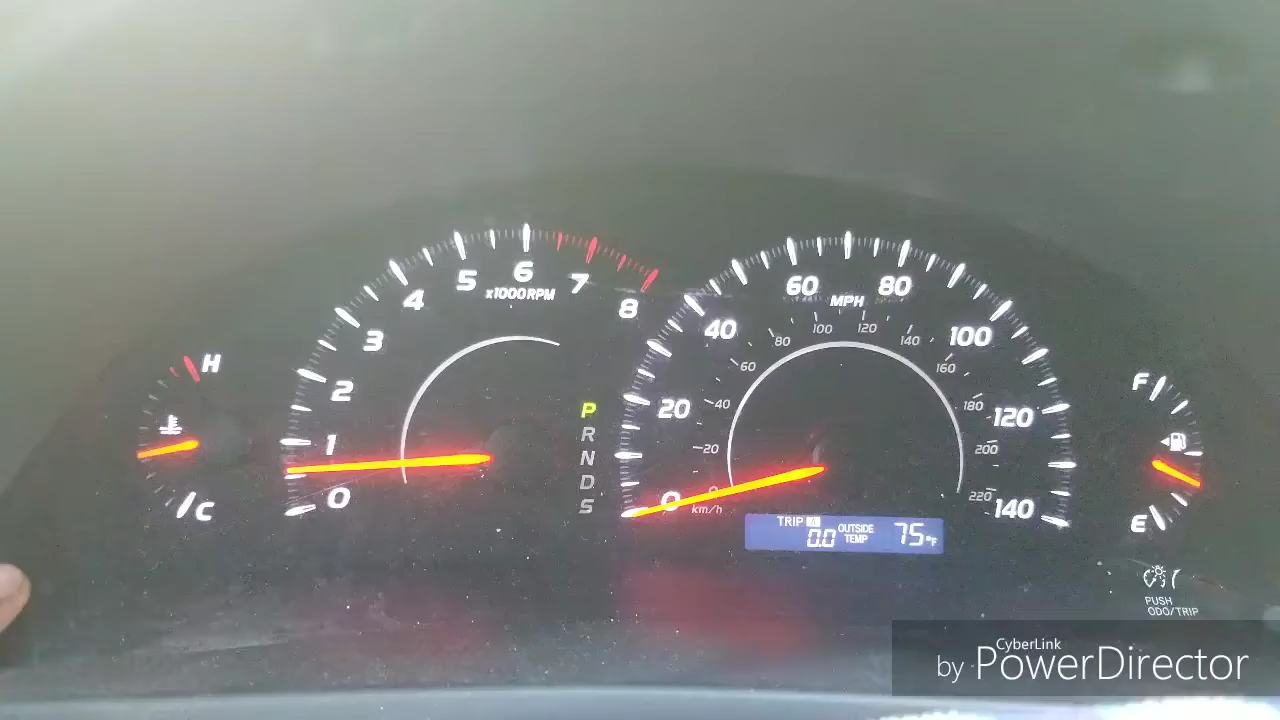 H
C
0
1
2
3
4
5
6
7
8
x1000RPM
P
R
N
D
S
0
20
40
60
80
100
120
140
MPH
0
20
40
60
80
100
120
140
160
180
200
220
km/h
TRIP A
0.0
OUTSIDE
TEMP
75°F
F
E
PUSH
ODO/TRIP
CyberLink
by PowerDirector